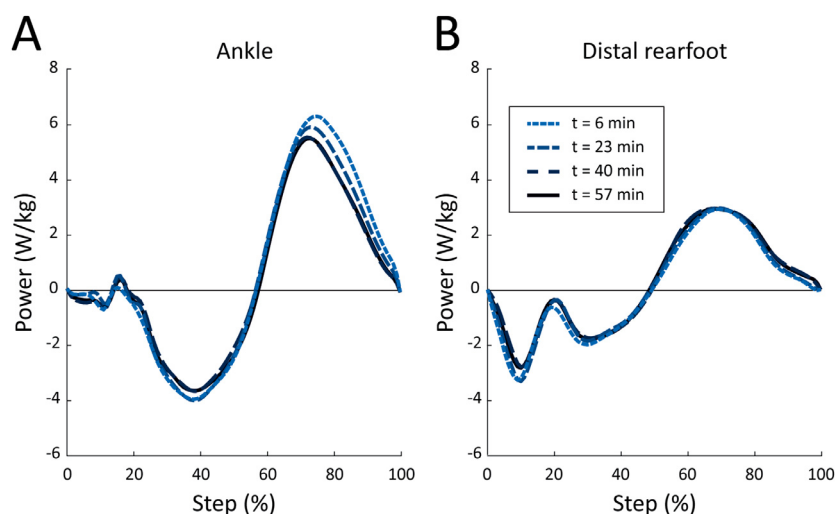 A
Ankle
Power (W/kg)
8
6
4
2
0
-2
-4
-6
0 20 40 60 80 100
Step (%)
B
Distal rearfoot
t = 6 min
t = 23 min
t = 40 min
t = 57 min
Power (W/kg)
8
6
4
2
0
-2
-4
-6
0 20 40 60 80 100
Step (%)